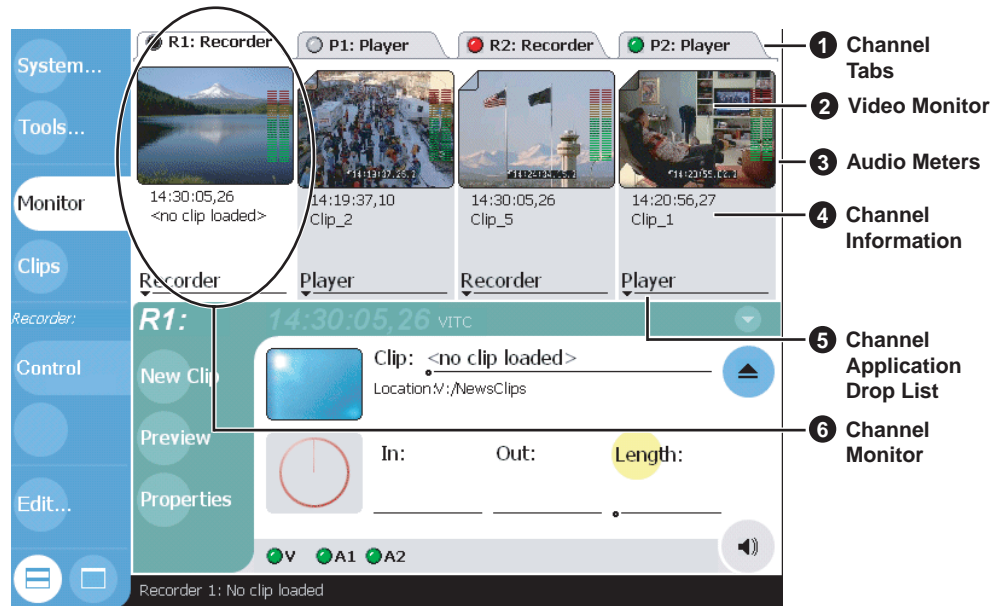 R1: Recorder
P1: Player
R2: Recorder
P2: Player
1 Channel
Tabs
System...
Tools...
Monitor
Clips
Recorder:
Control
Edit...
2 Video Monitor
3 Audio Meters
14:30:05,26
<no clip loaded>
14:19:37,10
Clip_2
14:30:05,26
Clip_5
14:20:56,27
Clip_1
4 Channel
Information
Recorder
Player
Recorder
Player
R1:
14:30:05,26 VITC
5 Channel
Application
Drop List
New Clip
Preview
Properties
Clip: <no clip loaded>
Location:V:/NewsClips
6 Channel
Monitor
In:
Out:
Length:
V
A1
A2
Recorder 1: No clip loaded